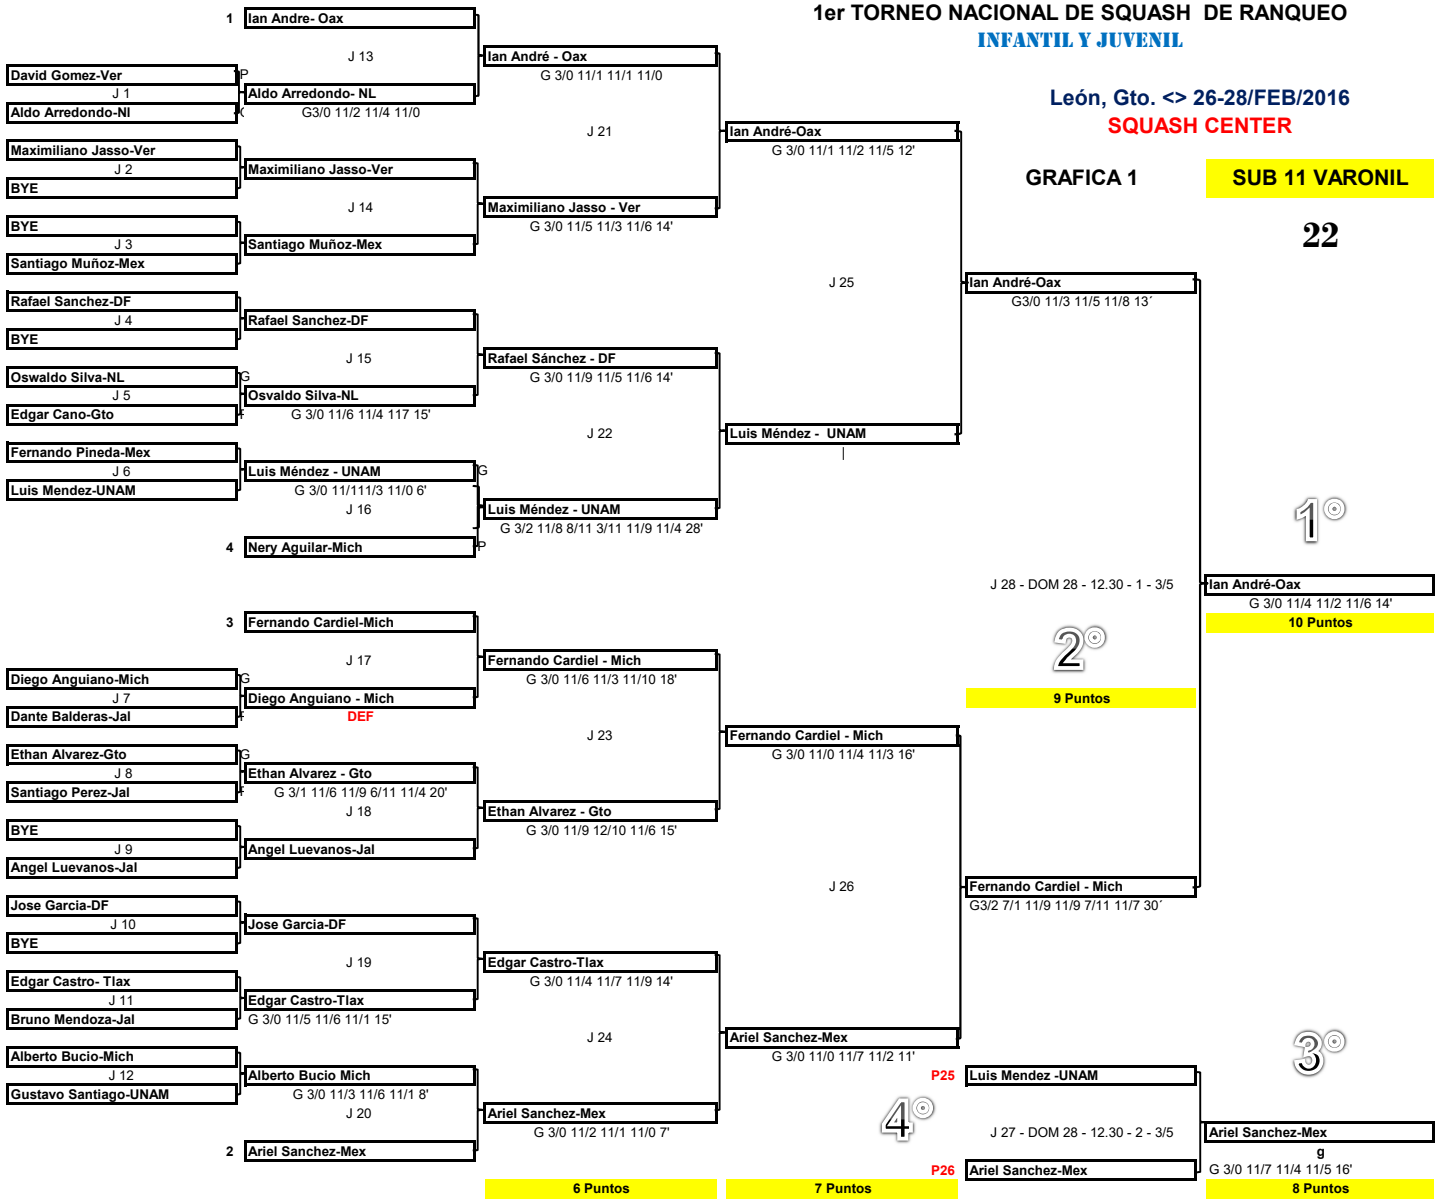 1er TORNEO NACIONAL DE SQUASH DE RANQUEO
INFANTIL Y JUVENIL
León, Gto. <> 26-28/FEB/2016
SQUASH CENTER
GRAFICA 1
SUB 11 VARONIL
22
David Gomez-Ver P
J 1
Aldo Arredondo-Nl
Maximiliano Jasso-Ver
J 2
BYE
BYE
J 3
Santiago Muñoz-Mex
Rafael Sanchez-DF
J 4
BYE
Oswaldo Silva-NL G
J 5
Edgar Cano-Gto
Fernando Pineda-Mex
J 6
Luis Mendez-UNAM
Diego Anguiano-Mich G
J 7
Dante Balderas-Jal
Ethan Alvarez-Gto G
J 8
Santiago Perez-Jal
BYE
J 9
Angel Luevanos-Jal
Jose Garcia-DF
J 10
BYE
Edgar Castro- Tlax
J 11
Bruno Mendoza-Jal
Alberto Bucio-Mich
J 12
Gustavo Santiago-UNAM
1 Ian Andre- Oax
J 13
Aldo Arredondo- NL
G3/0 11/2 11/4 11/0
Maximiliano Jasso-Ver
J 14
Santiago Muñoz-Mex
Rafael Sanchez-DF
J 15
Osvaldo Silva-NL
G 3/0 11/6 11/4 117 15'
Luis Méndez - UNAM G
G 3/0 11/111/3 11/0 6'
J 16
4 Nery Aguilar-Mich P
3 Fernando Cardiel-Mich
J 17
Diego Anguiano - Mich
DEF
Ethan Alvarez - Gto
G 3/1 11/6 11/9 6/11 11/4 20'
J 18
Angel Luevanos-Jal
Jose Garcia-DF
J 19
Edgar Castro-Tlax
G 3/0 11/5 11/6 11/1 15'
Alberto Bucio Mich
G 3/0 11/3 11/6 11/1 8'
J 20
2 Ariel Sanchez-Mex
Ian André - Oax
G 3/0 11/1 11/1 11/0
J 21
Maximiliano Jasso - Ver
G 3/0 11/5 11/3 11/6 14'
Rafael Sánchez - DF
G 3/0 11/9 11/5 11/6 14'
J 22
Luis Méndez - UNAM
G 3/2 11/8 8/11 3/11 11/9 11/4 28'
Fernando Cardiel - Mich
G 3/0 11/6 11/3 11/10 18'
J 23
Ethan Alvarez - Gto
G 3/0 11/9 12/10 11/6 15'
Edgar Castro-Tlax
G 3/0 11/4 11/7 11/9 14'
J 24
Ariel Sanchez-Mex
G 3/0 11/2 11/1 11/0 7'
6 Puntos
Ian André-Oax
G 3/0 11/1 11/2 11/5 12'
J 25
Luis Méndez - UNAM
|
Fernando Cardiel - Mich
G 3/0 11/0 11/4 11/3 16'
J 26
Ariel Sanchez-Mex
G 3/0 11/0 11/7 11/2 11'
4°
7 Puntos
Ian André-Oax
G3/0 11/3 11/5 11/8 13´
J 28 - DOM 28 - 12.30 - 1 - 3/5
2°
9 Puntos
Fernando Cardiel - Mich
G3/2 7/1 11/9 11/9 7/11 11/7 30´
P25 Luis Mendez -UNAM
J 27 - DOM 28 - 12.30 - 2 - 3/5
P26 Ariel Sanchez-Mex
1°
Ian André-Oax
G 3/0 11/4 11/2 11/6 14'
10 Puntos
3°
Ariel Sanchez-Mex
g
G 3/0 11/7 11/4 11/5 16'
8 Puntos